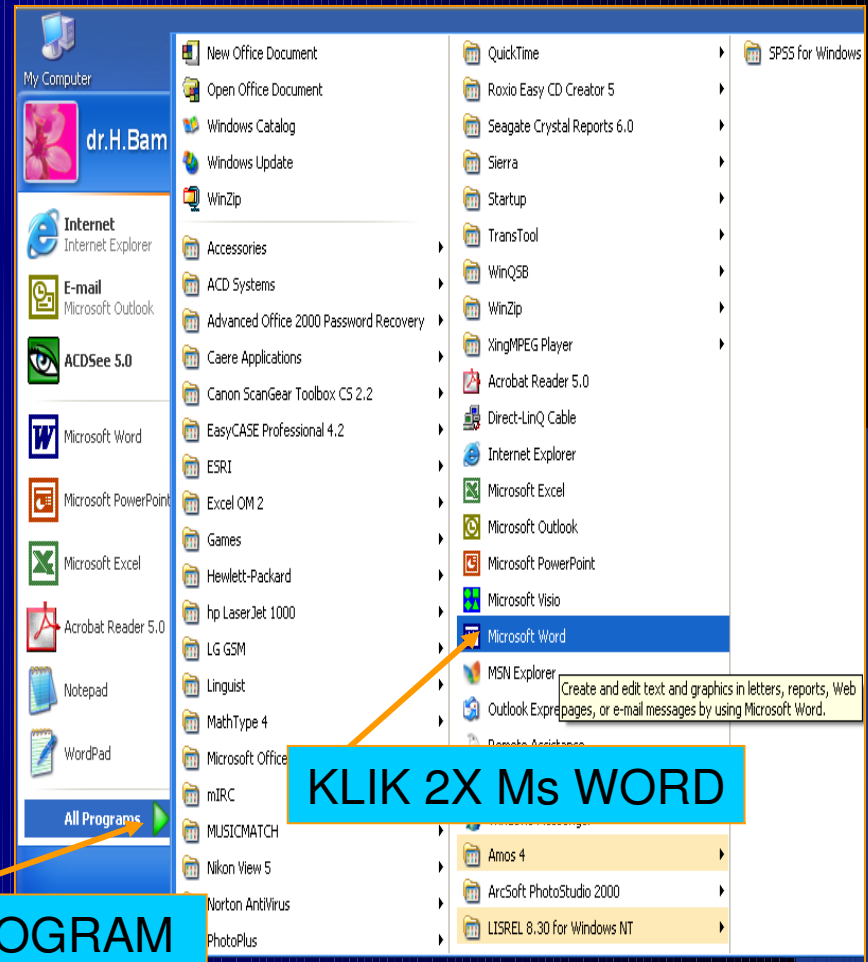 My Computer
dr.H.Bam
Internet
Internet Explorer
E-mail
Microsoft Outlook
ACDSee 5.0
Microsoft Word
Microsoft PowerPoint
Microsoft Excel
Acrobat Reader 5.0
Notepad
WordPad
All Programs
New Office Document
Open Office Document
Windows Catalog
Windows Update
WinZip
Accessories
ACD Systems
Advanced Office 2000 Password Recovery
Caere Applications
Canon ScanGear Toolbox CS 2.2
EasyCASE Professional 4.2
ESRI
Excel OM 2
Games
Hewlett-Packard
hp LaserJet 1000
LG GSM
Linguist
MathType 4
Microsoft Office
mIRC
MUSICMATCH
Nikon View 5
Norton AntiVirus
PhotoPlus
QuickTime
Roxio Easy CD Creator 5
Seagate Crystal Reports 6.0
Sierra
Startup
TransTool
WinQSB
WinZip
XingMPEG Player
Acrobat Reader 5.0
Direct-LinQ Cable
Internet Explorer
Microsoft Excel
Microsoft Outlook
Microsoft PowerPoint
Microsoft Visio
Microsoft Word
MSN Explorer
Outlook Expre
Create and edit text and graphics in letters, reports, Web
pages, or e-mail messages by using Microsoft Word.
Amos 4
ArcSoft PhotoStudio 2000
LISREL 8.30 for Windows NT
SPSS for Windows
KLIK 2X Ms WORD
OGRAM